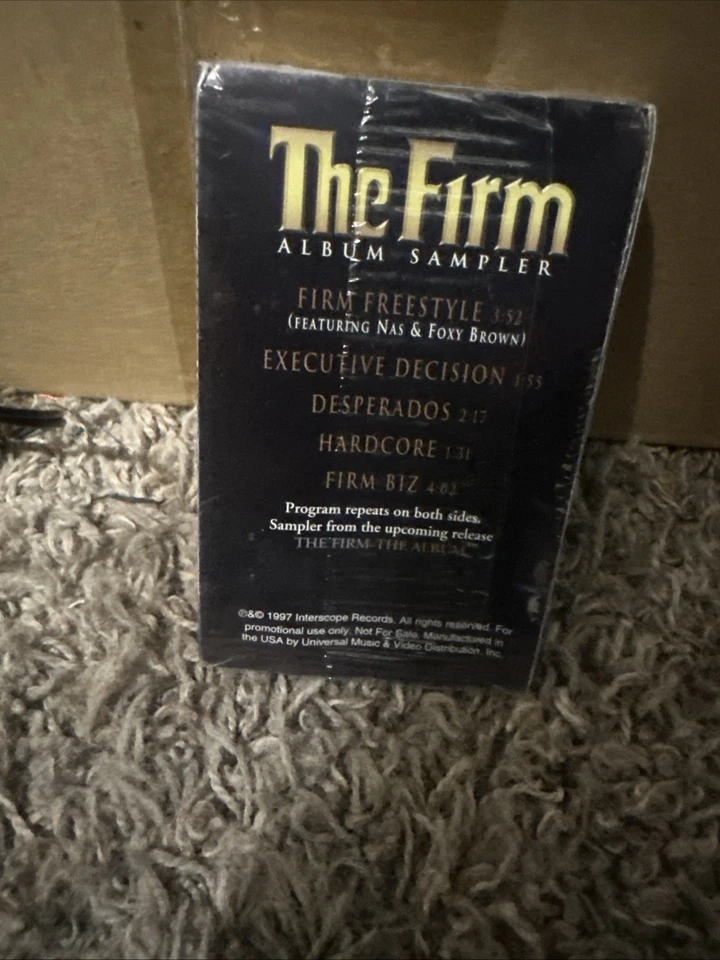 The Firm
ALBUM SAMPLER
FIRM FREESTYLE 3:52
(FEATURING NAS & FOXY BROWN)
EXECUTIVE DECISION 1:55
DESPERADOS 2:17
HARDCORE 1:31
FIRM BIZ
Program repeats on both sides.
Sampler from the upcoming release
THE FIRM-THE ALBUM
℗&© 1997 Interscope Records. All rights reserved. For
promotional use only. Not For Sale. Manufactured in
the USA by Universal Music & Video Distribution, Inc.